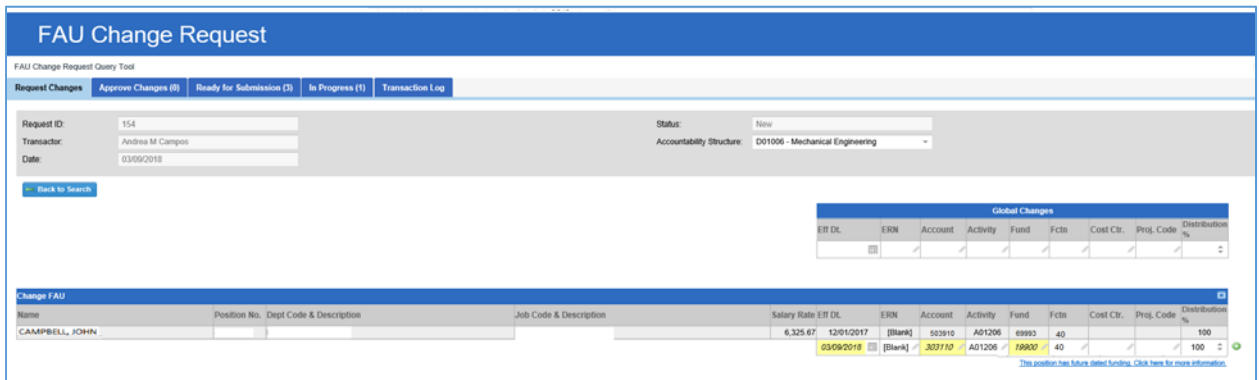 FAU Change Request
FAU Change Request Query Tool
Request Changes Approve Changes (0) Ready for Submission (3) In Progress (1) Transaction Log
Request ID: 154 Status: New
Transactor: Andrea M Campos Accountability Structure: D01006 - Mechanical Engineering
Date: 03/09/2018
Back to Search
Global Changes
Eff Dt. ERN Account Activity Fund Fctn Cost Ctr. Proj. Code Distribution %
Change FAU
Name Position No. Dept Code & Description Job Code & Description Salary Rate Eff Dt. ERN Account Activity Fund Fctn Cost Ctr. Proj. Code Distribution %
CAMPBELL, JOHN 6,325.67 12/01/2017 [Blank] 503910 A01206 69993 40 100
03/09/2018 [Blank] 303110 A01206 19900 40 100
This position has future dated funding. Click here for more information.